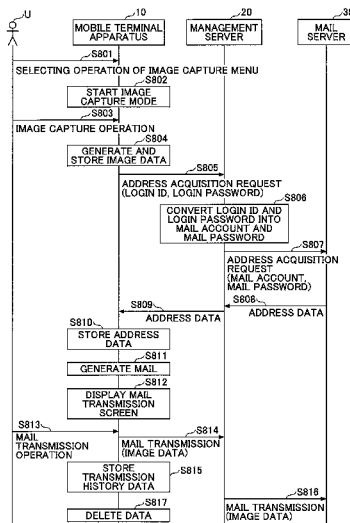 U
10
20
MOBILE TERMINAL
APPARATUS
MANAGEMENT
SERVER
MAIL
SERVER
S801
SELECTING OPERATION OF IMAGE CAPTURE MENU
S802
START IMAGE
CAPTURE MODE
S803
IMAGE CAPTURE OPERATION
S804
GENERATE AND
STORE IMAGE DATA
S805
ADDRESS ACQUISITION REQUEST
(LOGIN ID, LOGIN PASSWORD)
S806
CONVERT LOGIN ID AND
LOGIN PASSWORD INTO
MAIL ACCOUNT AND
MAIL PASSWORD
S807
ADDRESS ACQUISITION
REQUEST
(MAIL ACCOUNT,
MAIL PASSWORD)
S808
ADDRESS DATA
S809
ADDRESS DATA
S810
STORE ADDRESS
DATA
S811
GENERATE MAIL
S812
DISPLAY MAIL
TRANSMISSION
SCREEN
S813
MAIL
TRANSMISSION
OPERATION
S814
MAIL TRANSMISSION
(IMAGE DATA)
S815
STORE
TRANSMISSION
HISTORY DATA
S816
MAIL TRANSMISSION
(IMAGE DATA)
S817
DELETE DATA